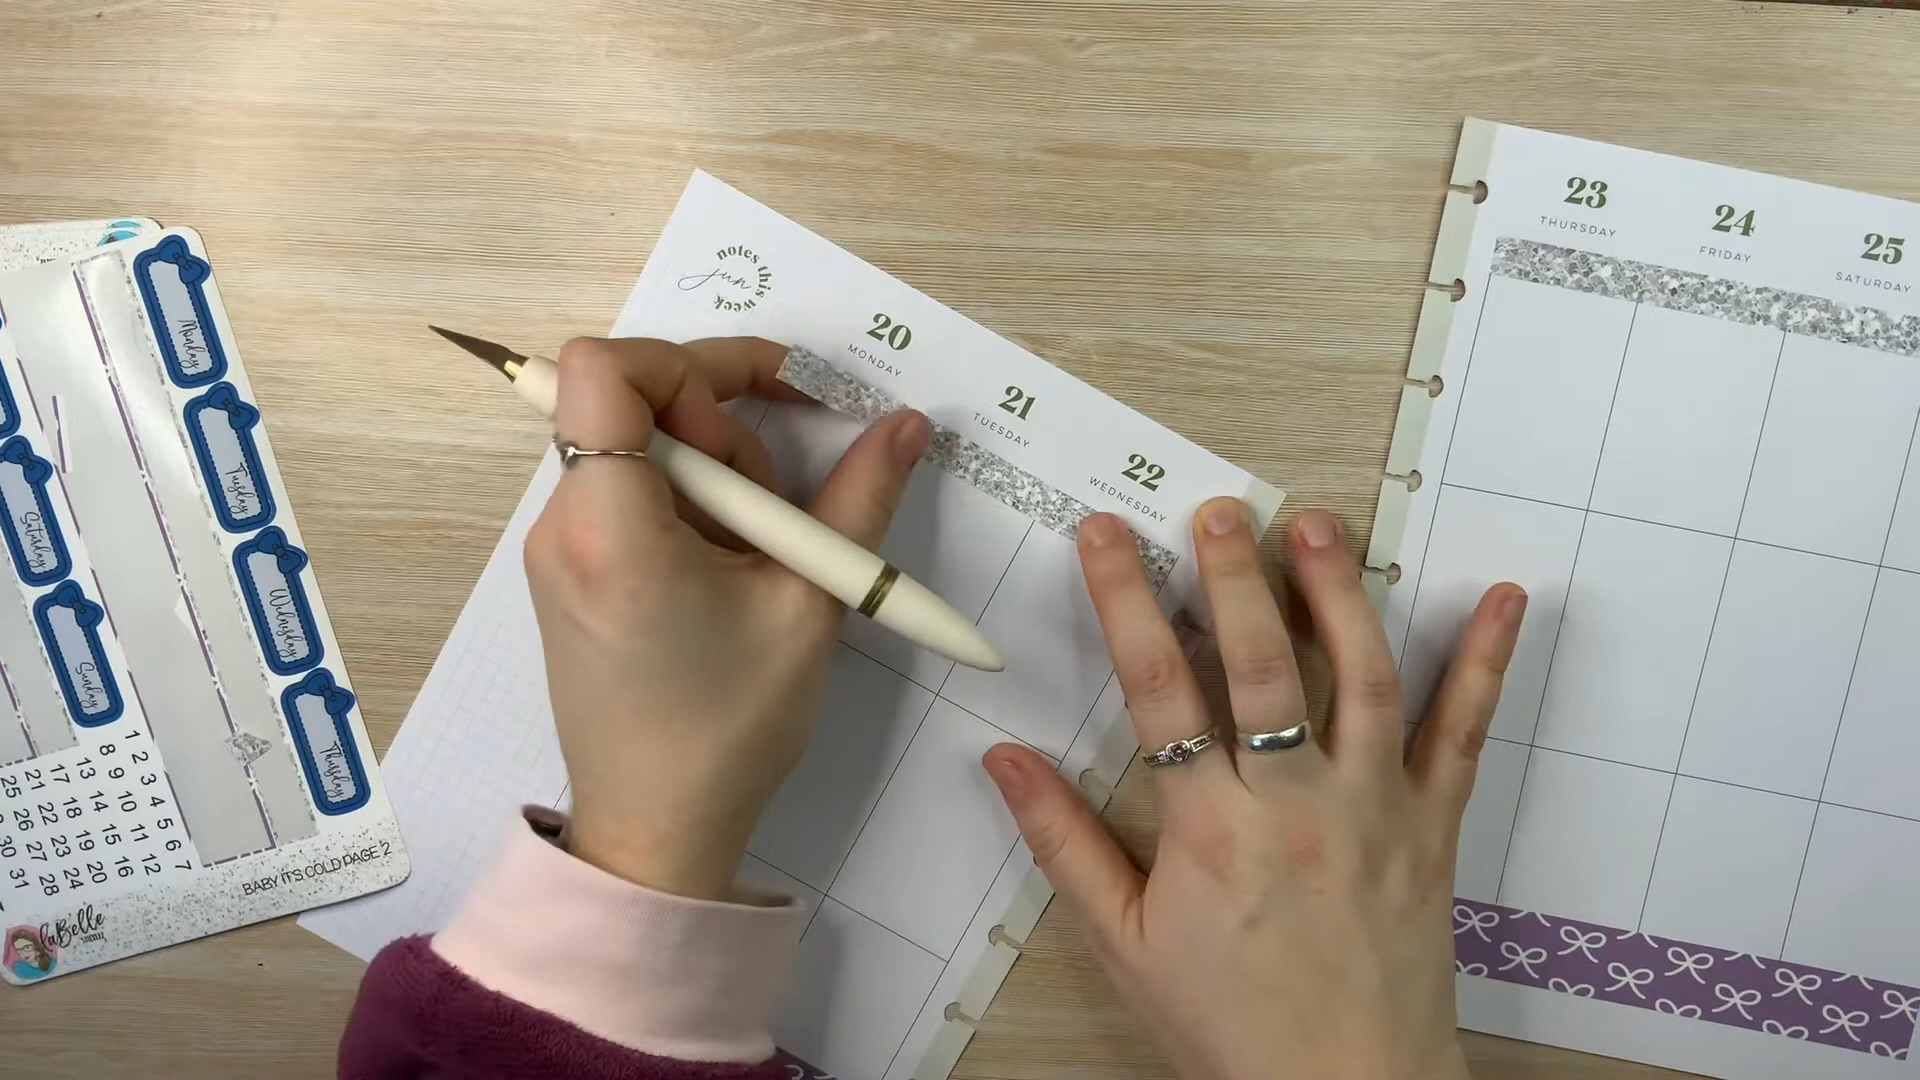 notes this week
jun
20
MONDAY
21
TUESDAY
22
WEDNESDAY
23
THURSDAY
24
FRIDAY
25
SATURDAY
Monday
Tuesday
Wednesday
Thursday
Saturday
Sunday
1 2 3 4 5 6 7
8 9 10 11 12
13 14 15 16
17 18 19 20
21 22 23 24
25 26 27 28
30 31
BABY IT'S COLD PAGE 2
laBelle